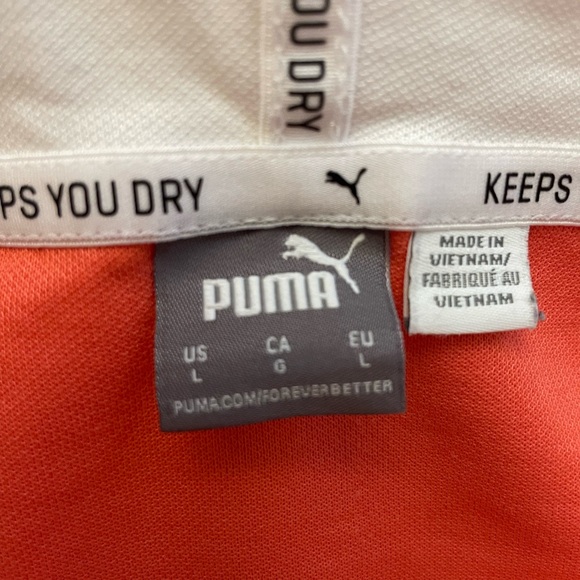 OU DRY
PS YOU DRY
KEEPS
PUMA
US CA EU
L G L
PUMA.COM/FOREVERBETTER
MADE IN
VIETNAM/
FABRIQUÉ AU
VIETNAM